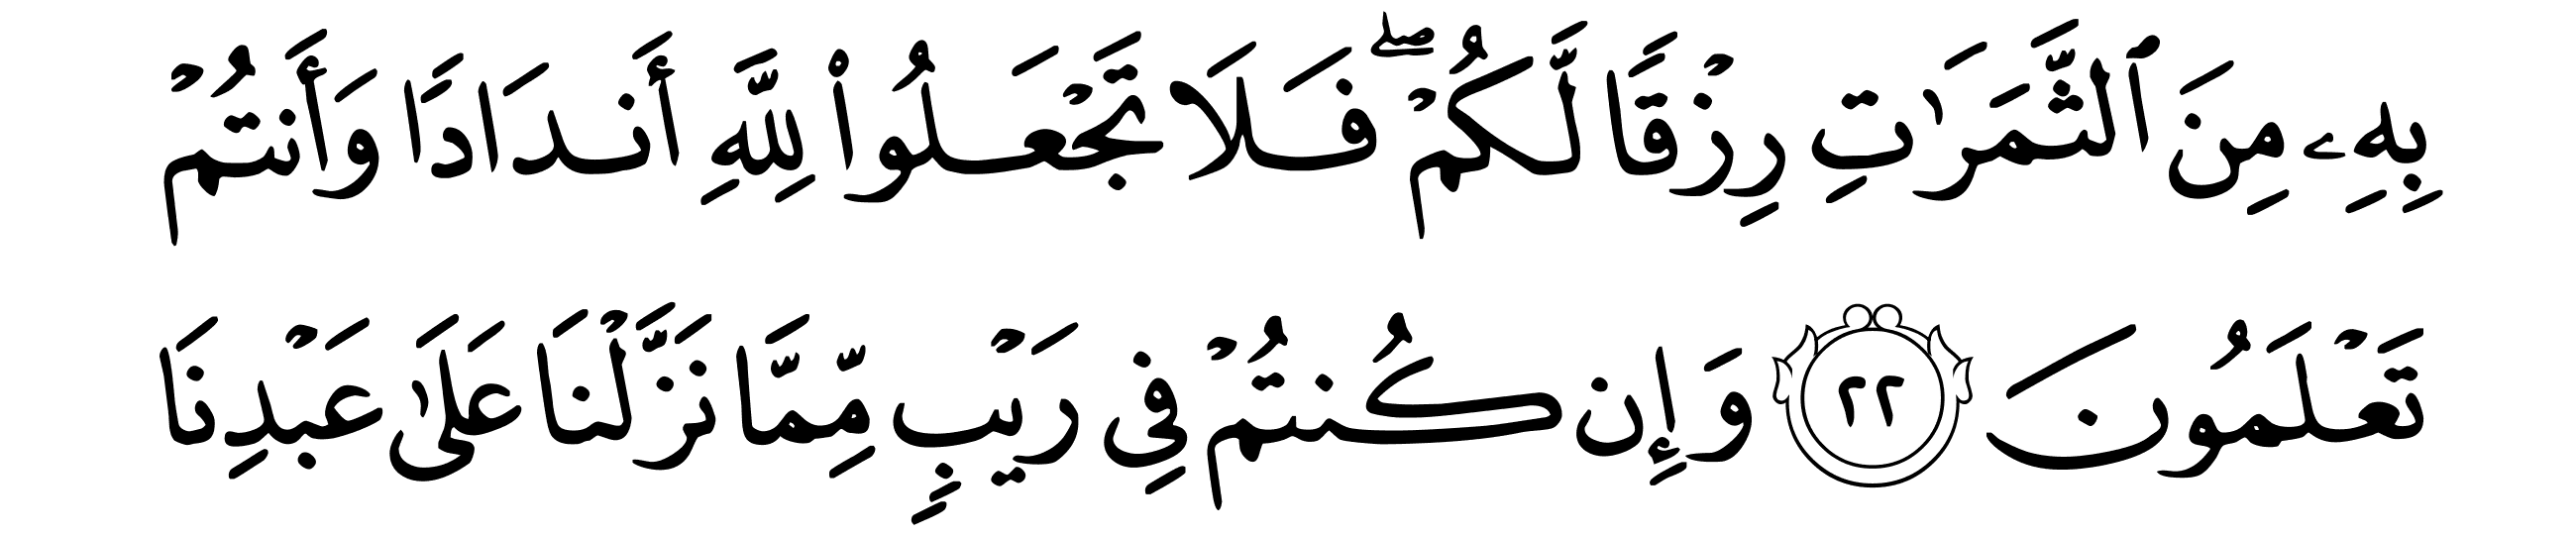 بِهِۦ مِنَ ٱلثَّمَرَٰتِ رِزْقًا لَّكُمْ ۖ فَلَا تَجْعَلُوا۟ لِلَّهِ أَندَادًا وَأَنتُمْ
تَعْلَمُونَ ٢٢ وَإِن كُنتُمْ فِى رَيْبٍ مِّمَّا نَزَّلْنَا عَلَىٰ عَبْدِنَا